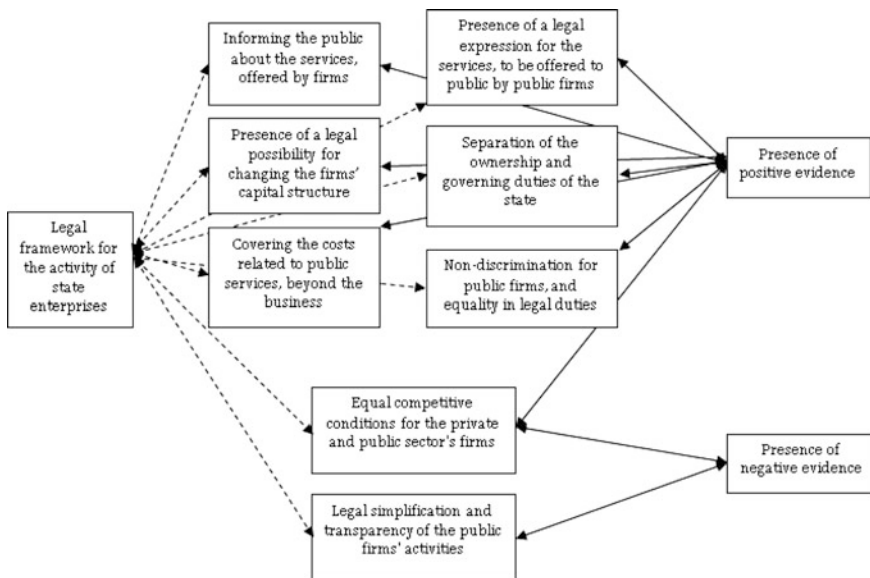 Informing the public
about the services,
offered by firms
Presence of a legal
expression for the
services, to be offered to
public by public firms
Presence of a legal
possibility for
changing the firms'
capital structure
Separation of the
ownership and
governing duties of the
state
Presence of
positive evidence
Legal
framework for
the activity of
state
enterprises
Covering the costs
related to public
services, beyond the
business
Non-discrimination for
public firms, and
equality in legal duties
Equal competitive
conditions for the private
and public sector's firms
Presence of
negative evidence
Legal simplification and
transparency of the public
firms' activities